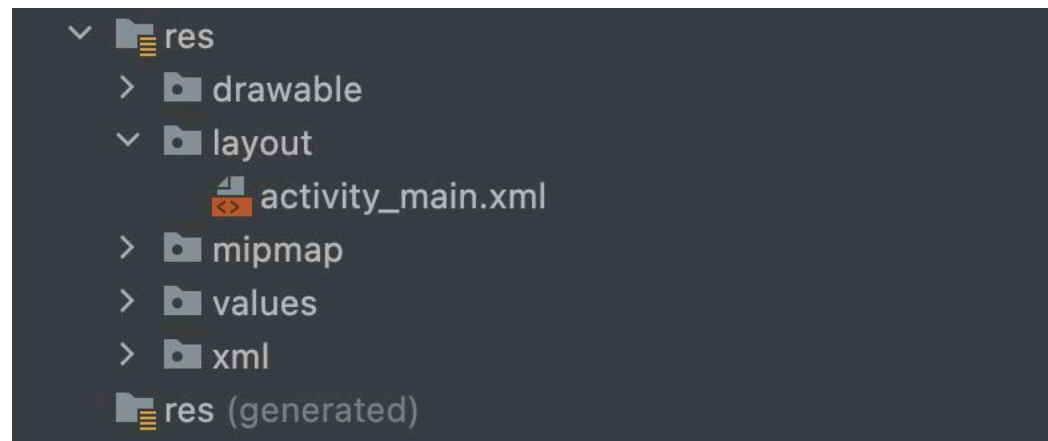 res
drawable
layout
activity_main.xml
mipmap
values
xml
res (generated)